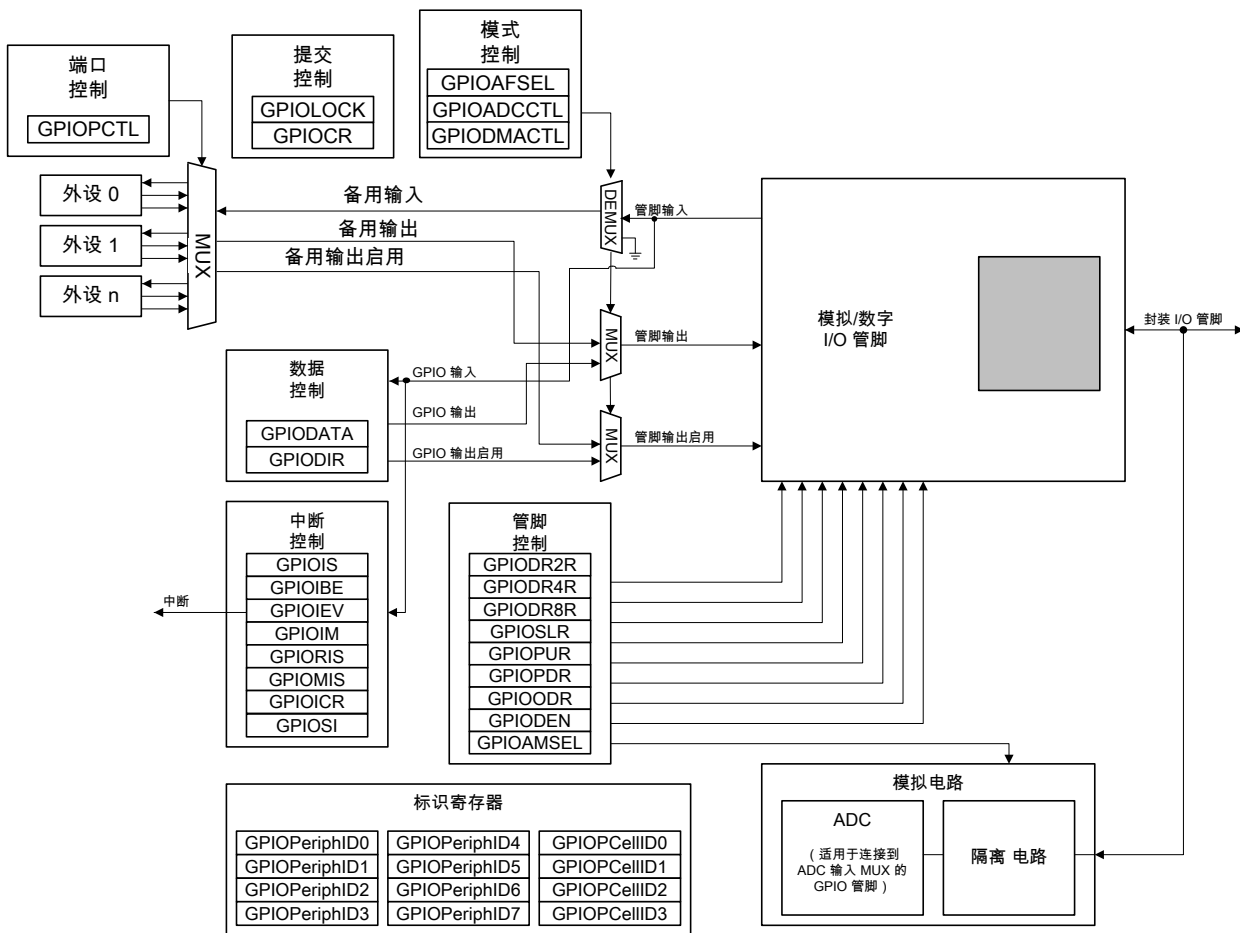 端口
控制
GPIOPCTL
提交
控制
GPIOLOCK
GPIOCR
模式
控制
GPIOAFSEL
GPIOADCCTL
GPIODMACTL
外设 0
外设 1
外设 n
MUX
备用输入
备用输出
备用输出启用
DEMUX
管脚输入
MUX
管脚输出
MUX
管脚输出启用
模拟/数字
I/O 管脚
封装 I/O 管脚
数据
控制
GPIODATA
GPIODIR
GPIO 输入
GPIO 输出
GPIO 输出启用
中断
控制
GPIOIS
GPIOIBE
GPIOIEV
GPIOIM
GPIORIS
GPIOMIS
GPIOICR
GPIOSI
中断
管脚
控制
GPIODR2R
GPIODR4R
GPIODR8R
GPIOSLR
GPIOPUR
GPIOPDR
GPIOODR
GPIODEN
GPIOAMSEL
模拟电路
ADC
（适用于连接到
ADC 输入 MUX 的
GPIO 管脚）
隔离 电路
标识寄存器
GPIOPeriphID0
GPIOPeriphID1
GPIOPeriphID2
GPIOPeriphID3
GPIOPeriphID4
GPIOPeriphID5
GPIOPeriphID6
GPIOPeriphID7
GPIOPCellID0
GPIOPCellID1
GPIOPCellID2
GPIOPCellID3